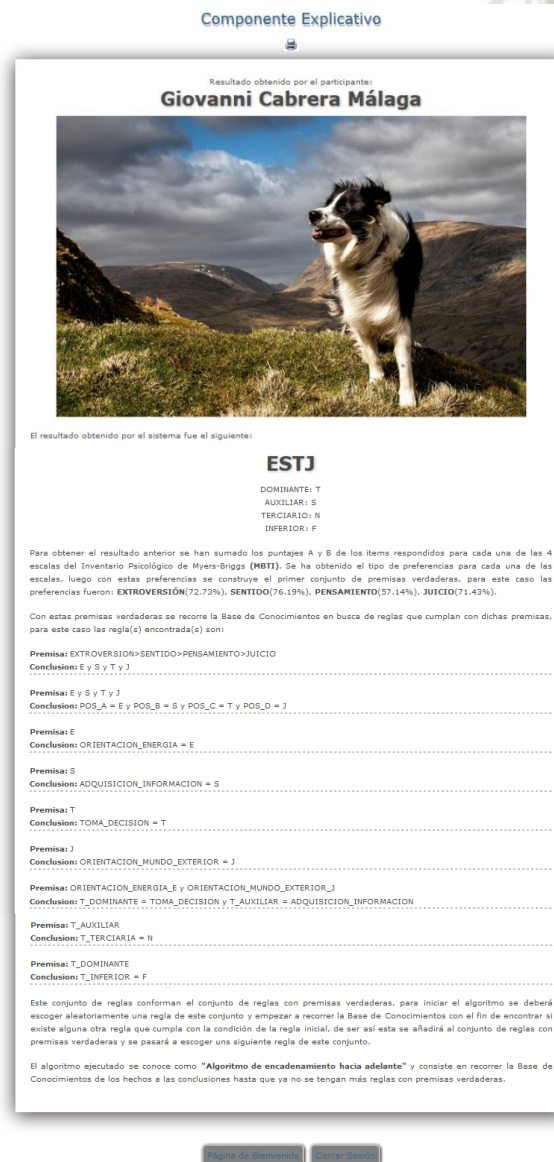 Componente Explicativo
Resultado obtenido por el participante:
Giovanni Cabrera Málaga
El resultado obtenido por el sistema fue el siguiente:
ESTJ
DOMINANTE: T
AUXILIAR: S
TERCIARIO: N
INFERIOR: F
Para obtener el resultado anterior se han sumado los puntajes A y B de los items respondidos para cada una de las 4
escalas del Inventario Psicológico de Myers-Briggs (MBTI). Se ha obtenido el tipo de preferencias para cada una de las
escalas, luego con estas preferencias se construye el primer conjunto de premisas verdaderas, para este caso las
preferencias fueron: EXTROVERSIÓN(72.73%), SENTIDO(76.19%), PENSAMIENTO(57.14%), JUICIO(71.43%).
Con estas premisas verdaderas se recorre la Base de Conocimientos en busca de reglas que cumplan con dichas premisas,
para este caso las regla(s) encontrada(s) son:
Premisa: EXTROVERSION>SENTIDO>PENSAMIENTO>JUICIO
Conclusion: E y S y T y J
Premisa: E y S y T y J
Conclusion: POS_A = E y POS_B = S y POS_C = T y POS_D = J
Premisa: E
Conclusion: ORIENTACION_ENERGIA = E
Premisa: S
Conclusion: ADQUISICION_INFORMACION = S
Premisa: T
Conclusion: TOMA_DECISION = T
Premisa: J
Conclusion: ORIENTACION_MUNDO_EXTERIOR = J
Premisa: ORIENTACION_ENERGIA_E y ORIENTACION_MUNDO_EXTERIOR_J
Conclusion: T_DOMINANTE = TOMA_DECISION y T_AUXILIAR = ADQUISICION_INFORMACION
Premisa: T_AUXILIAR
Conclusion: T_TERCIARIA = N
Premisa: T_DOMINANTE
Conclusion: T_INFERIOR = F
Este conjunto de reglas conforman el conjunto de reglas con premisas verdaderas, para iniciar el algoritmo se deberá
escoger aleatoriamente una regla de este conjunto y empezar a recorrer la Base de Conocimientos con el fin de encontrar si
existe alguna otra regla que cumpla con la condición de la regla inicial, de ser así esta se añadirá al conjunto de reglas con
premisas verdaderas y se pasará a escoger uns siguiente regla de este conjunto.
El algoritmo ejecutado se conoce como "Algoritmo de encadenamiento hacia adelante" y consiste en recorrer la Base de
Conocimientos de los hechos a las conclusiones hasta que ya no se tengan más reglas con premisas verdaderas.
Página de Bienvenida Cerrar Sesión